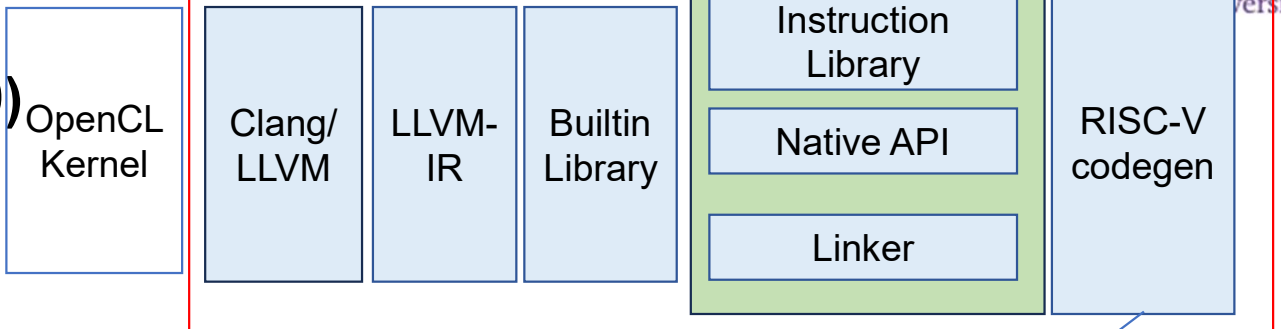 OpenCL
Kernel
Clang/
LLVM
LLVM-
IR
Builtin
Library
Instruction
Library
Native API
Linker
RISC-V
codegen
)